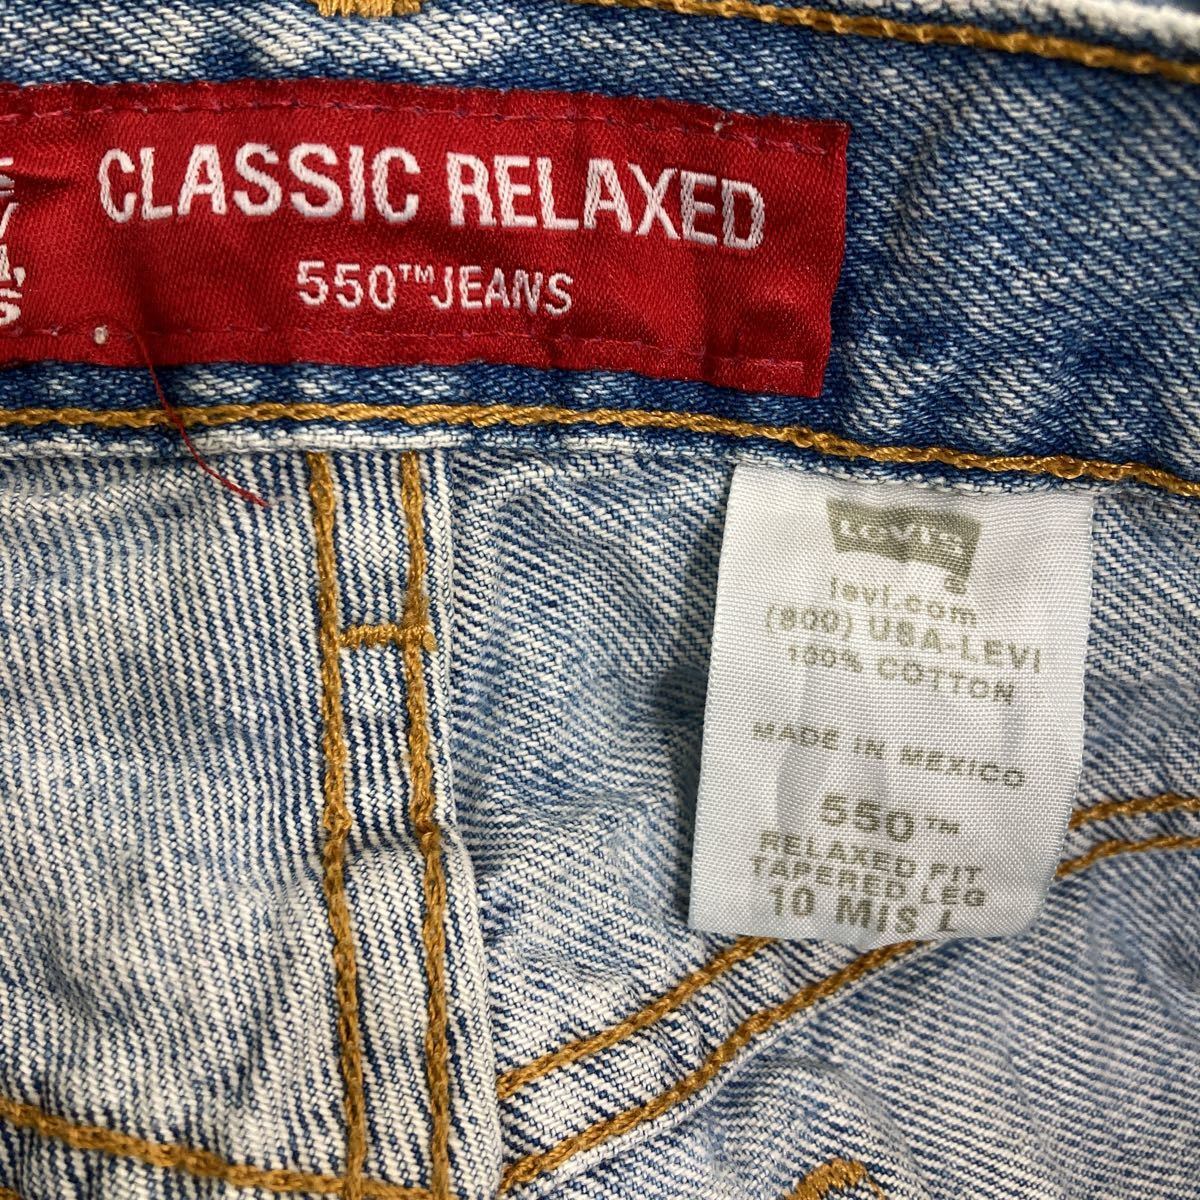 CLASSIC RELAXED
550™JEANS
Levi's
levi.com
(800) USA-LEVI
100% COTTON
MADE IN MEXICO
550™
RELAXED FIT
TAPERED LEG
10 MIS L